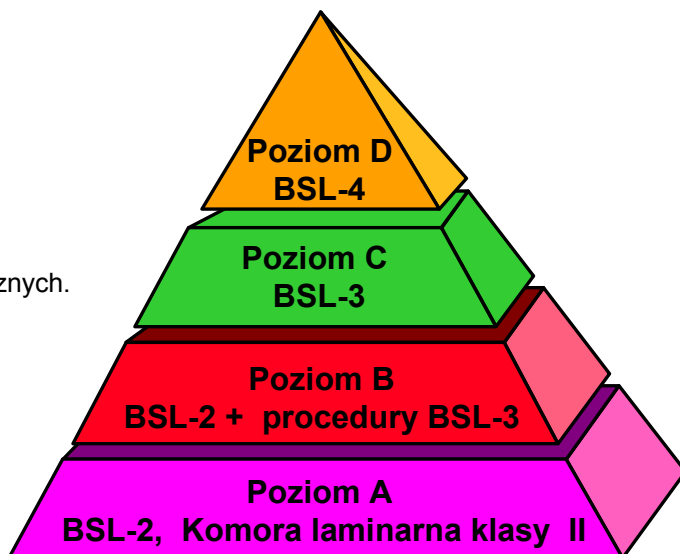 Poziom D
BSL-4
Poziom C
BSL-3
znych.
Poziom B
BSL-2 + procedury BSL-3
Poziom A
BSL-2, Komora laminarna klasy II